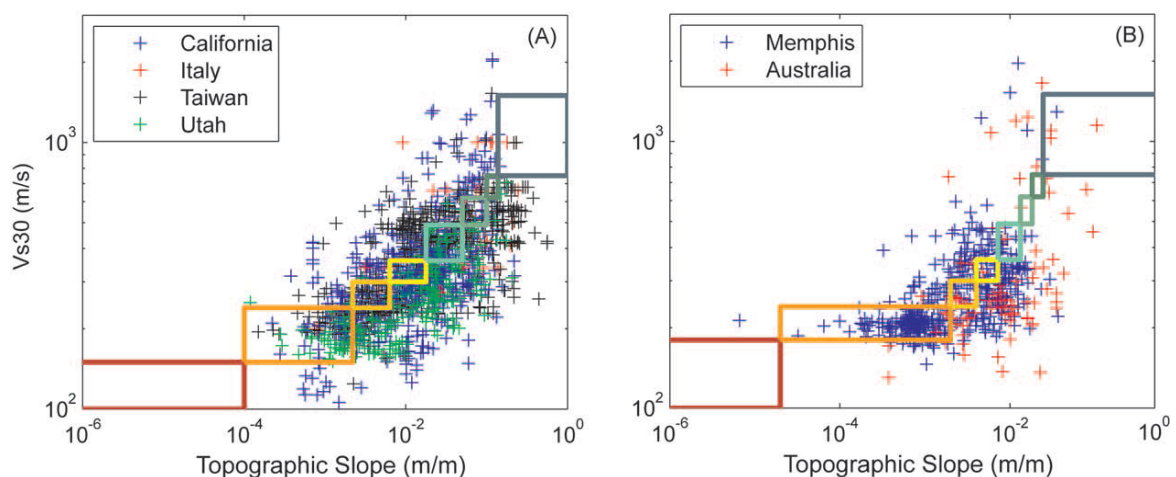 California
Italy
Taiwan
Utah
(A)
Memphis
Australia
(B)
Vs30 (m/s)
10³
10²
10⁻⁶
10⁻⁴
10⁻²
10⁰
Topographic Slope (m/m)
10³
10²
10⁻⁶
10⁻⁴
10⁻²
10⁰
Topographic Slope (m/m)